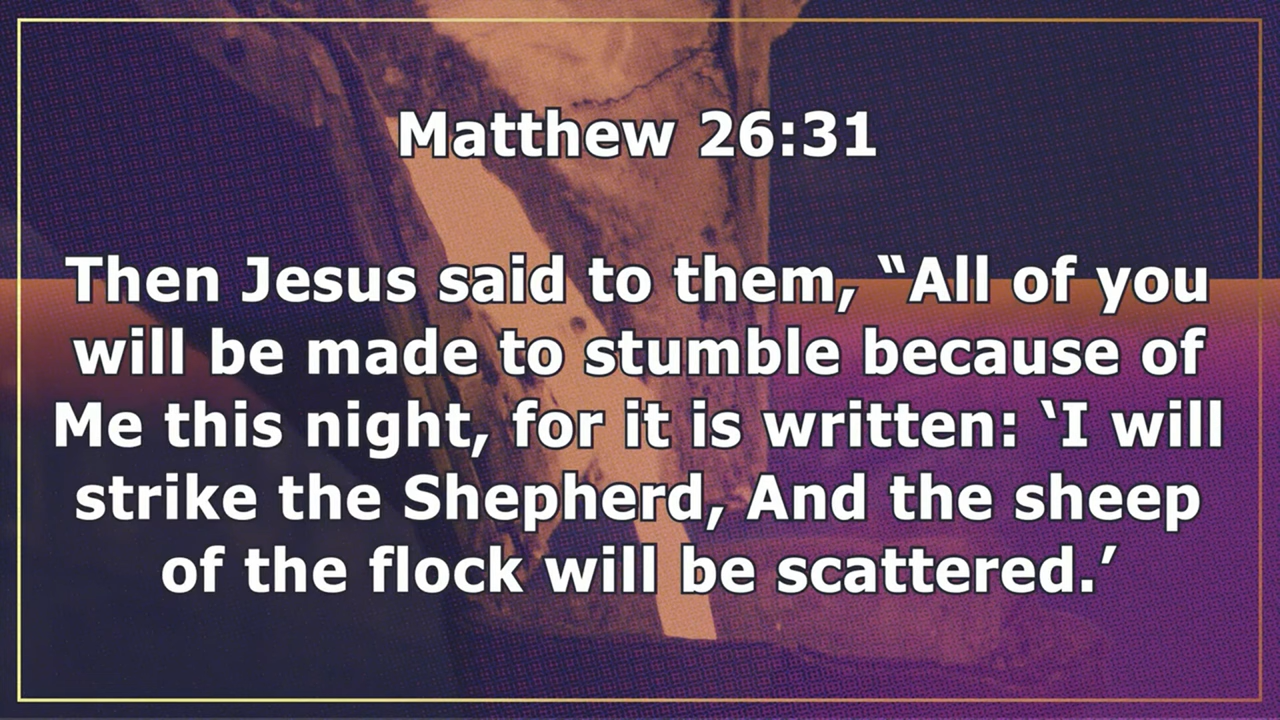 Matthew 26:31
Then Jesus said to them, “All of you
will be made to stumble because of
Me this night, for it is written: ‘I will
strike the Shepherd, And the sheep
of the flock will be scattered.’